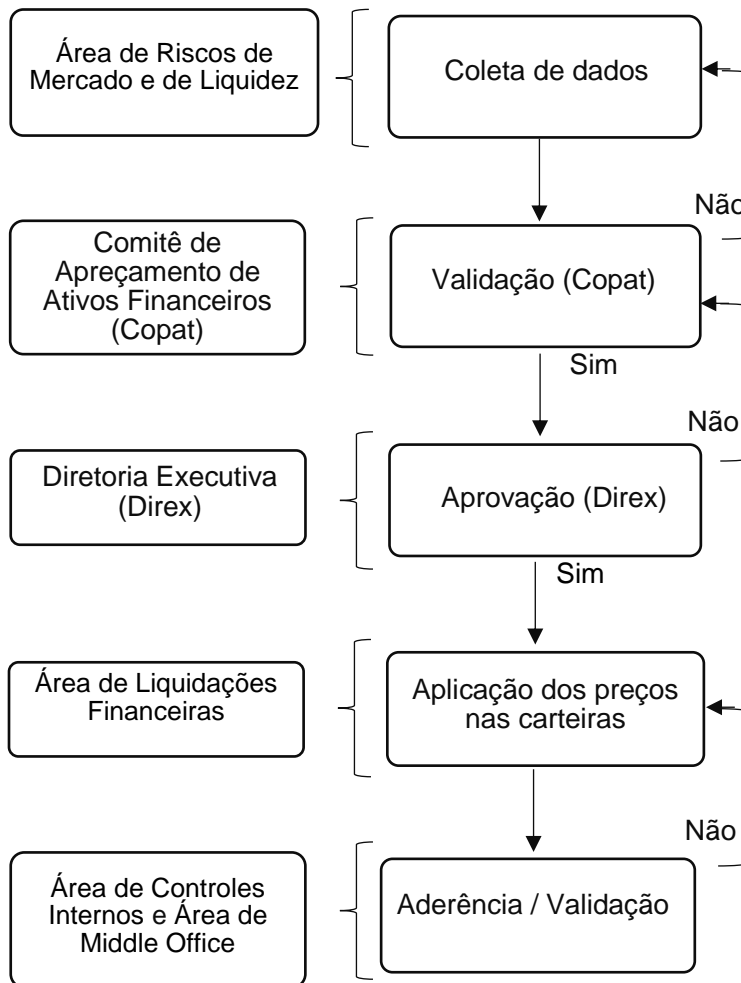 Área de Riscos de
Mercado e de Liquidez
Coleta de dados
Não
Comitê de
Apreçamento de
Ativos Financeiros
(Copat)
Validação (Copat)
Sim
Não
Diretoria Executiva
(Direx)
Aprovação (Direx)
Sim
Área de Liquidações
Financeiras
Aplicação dos preços
nas carteiras
Não
Área de Controles
Internos e Área de
Middle Office
Aderência / Validação